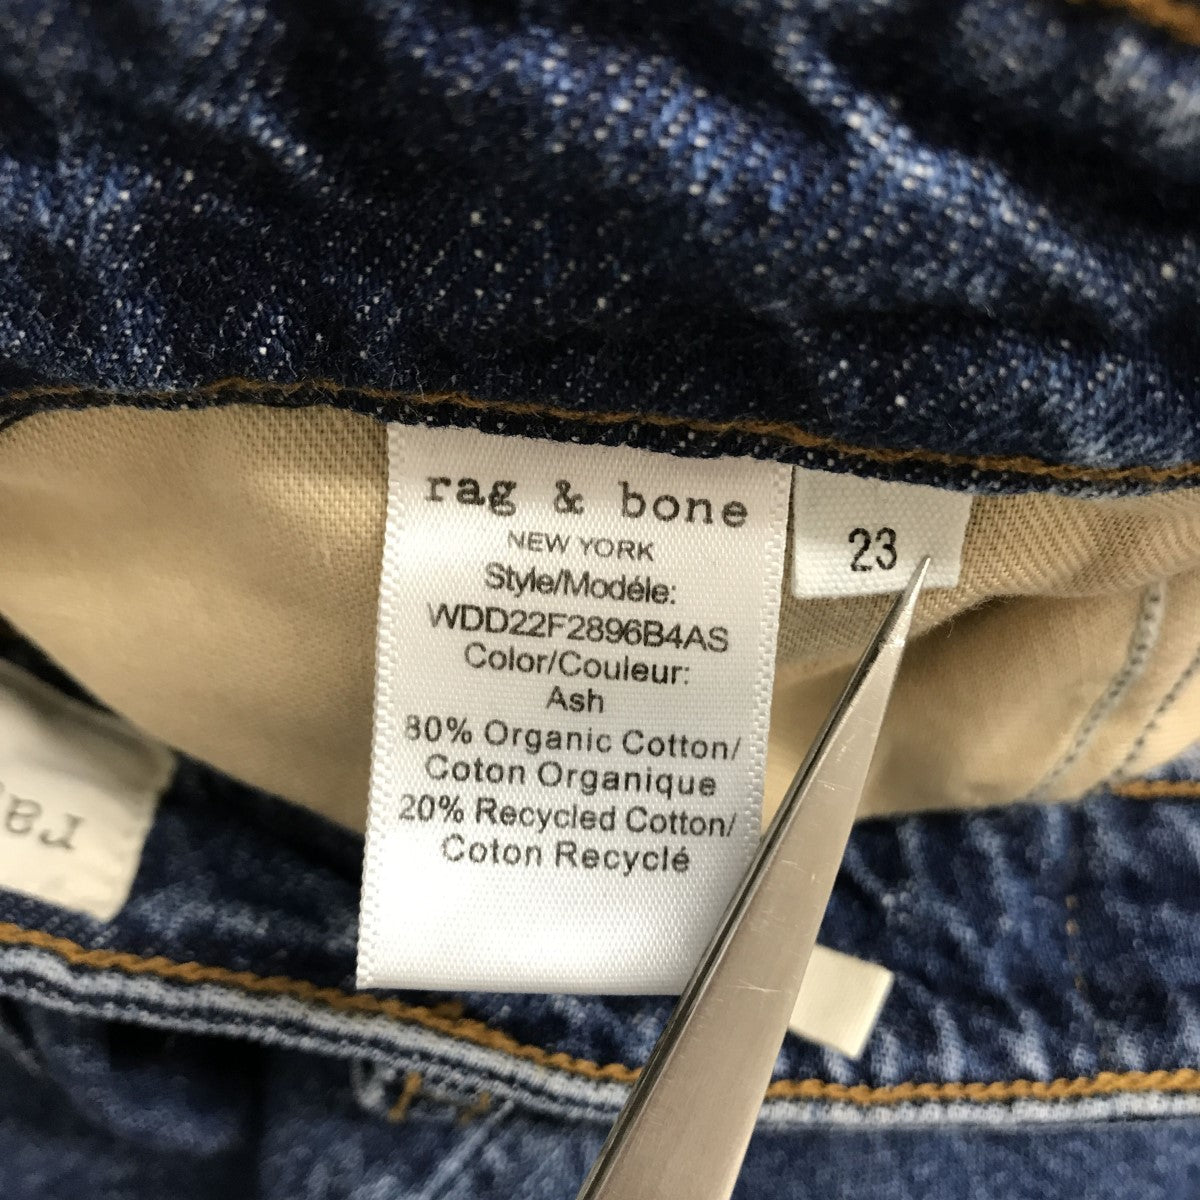 rag & bone
NEW YORK
Style/Modéle:
WDD22F2896B4AS
Color/Couleur:
Ash
80% Organic Cotton/
Coton Organique
20% Recycled Cotton/
Coton Recyclé
23
ra